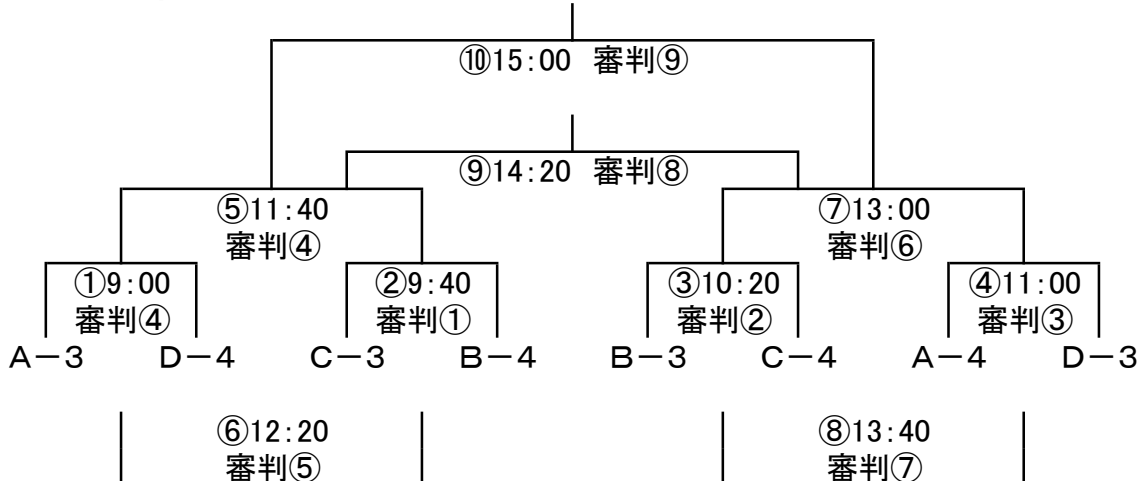 ⑩15:00 審判⑨
⑨14:20 審判⑧
⑤11:40
審判④
⑦13:00
審判⑥
①9:00
審判④
②9:40
審判①
③10:20
審判②
④11:00
審判③
A－3 D－4 C－3 B－4 B－3 C－4 A－4 D－3
⑥12:20
審判⑤
⑧13:40
審判⑦